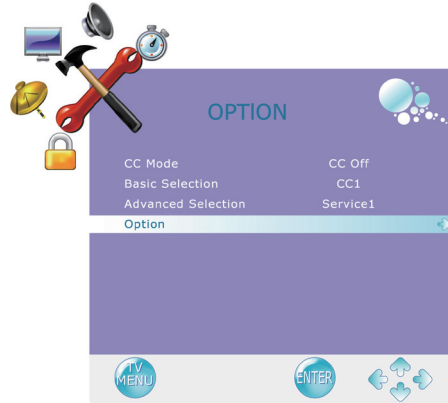 OPTION
CC Mode CC Off
Basic Selection CC1
Advanced Selection Service1
Option
TV MENU
ENTER